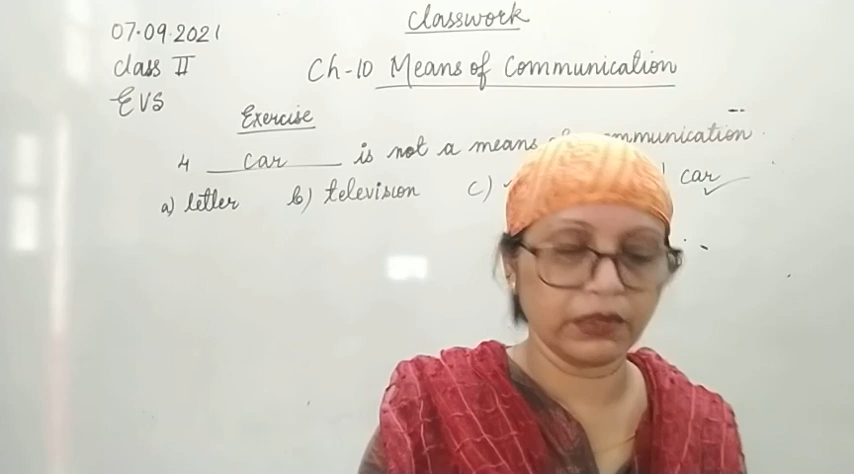 Classwork
07.09.2021
Class II
Ch-10 Means of Communication
EVS
Exercise
4 car is not a means communication
a) letter b) television c) car